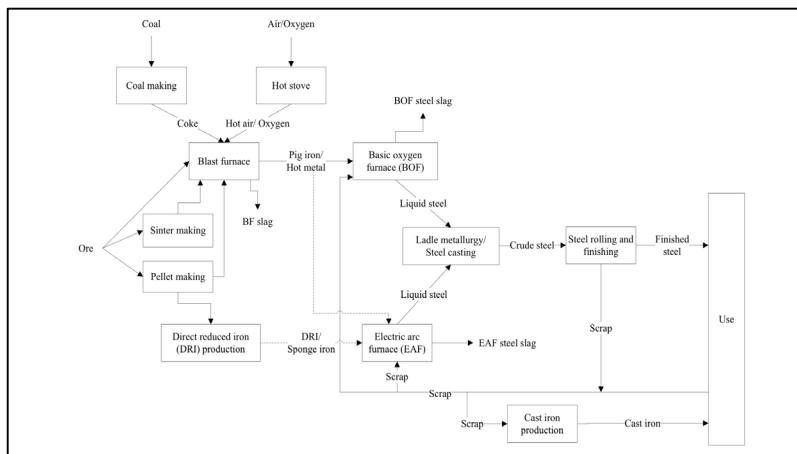 Coal
Air/Oxygen
Coal making
Hot stove
BOF steel slag
Coke
Hot air/ Oxygen
Blast furnace
Pig iron/
Hot metal
Basic oxygen
furnace (BOF)
BF slag
Liquid steel
Sinter making
Ore
Ladle metallurgy/
Steel casting
Crude steel
Steel rolling and
finishing
Finished
steel
Pellet making
Liquid steel
Use
Direct reduced iron
(DRI) production
DRI/
Sponge iron
Electric arc
furnace (EAF)
EAF steel slag
Scrap
Scrap
Scrap
Scrap
Cast iron
production
Cast iron